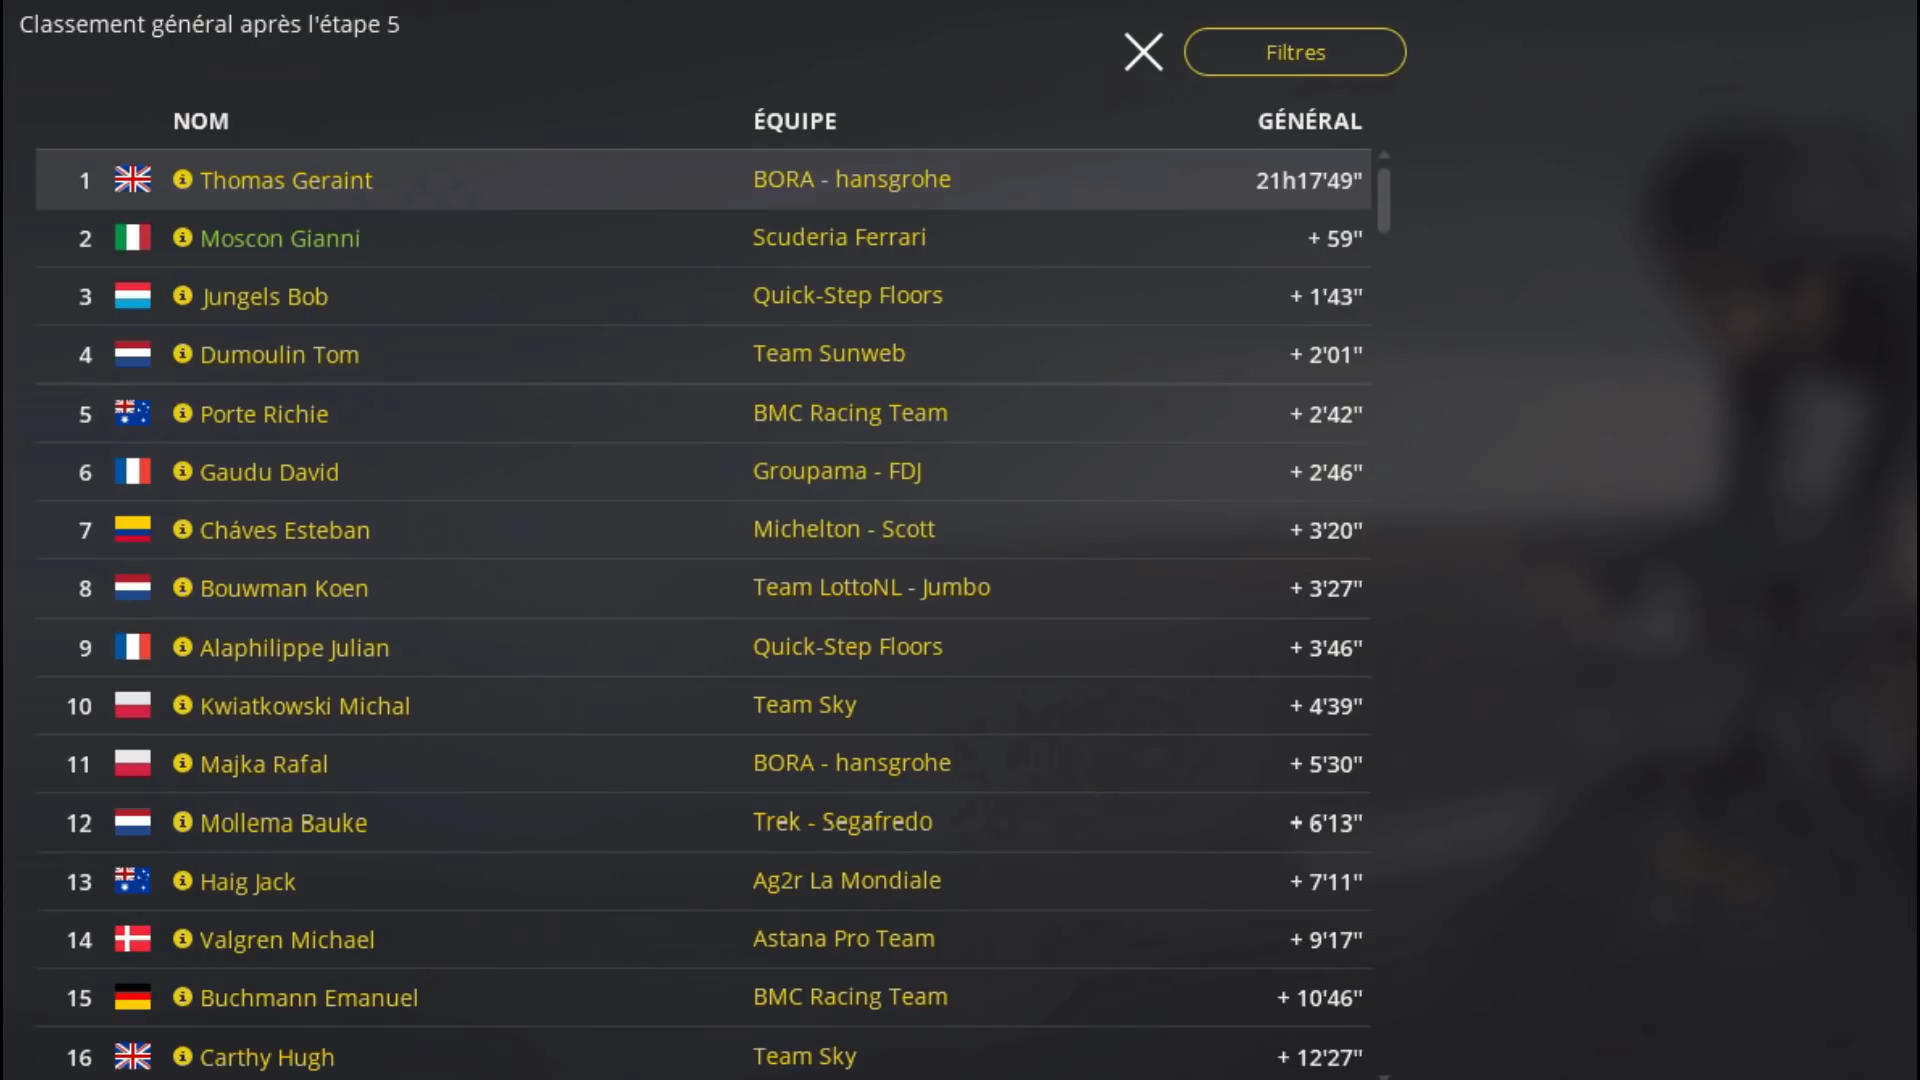 Classement général après l'étape 5
Filtres
NOM ÉQUIPE GÉNÉRAL
1 Thomas Geraint BORA - hansgrohe 21h17'49"
2 Moscon Gianni Scuderia Ferrari + 59"
3 Jungels Bob Quick-Step Floors + 1'43"
4 Dumoulin Tom Team Sunweb + 2'01"
5 Porte Richie BMC Racing Team + 2'42"
6 Gaudu David Groupama - FDJ + 2'46"
7 Cháves Esteban Michelton - Scott + 3'20"
8 Bouwman Koen Team LottoNL - Jumbo + 3'27"
9 Alaphilippe Julian Quick-Step Floors + 3'46"
10 Kwiatkowski Michal Team Sky + 4'39"
11 Majka Rafal BORA - hansgrohe + 5'30"
12 Mollema Bauke Trek - Segafredo + 6'13"
13 Haig Jack Ag2r La Mondiale + 7'11"
14 Valgren Michael Astana Pro Team + 9'17"
15 Buchmann Emanuel BMC Racing Team + 10'46"
16 Carthy Hugh Team Sky + 12'27"